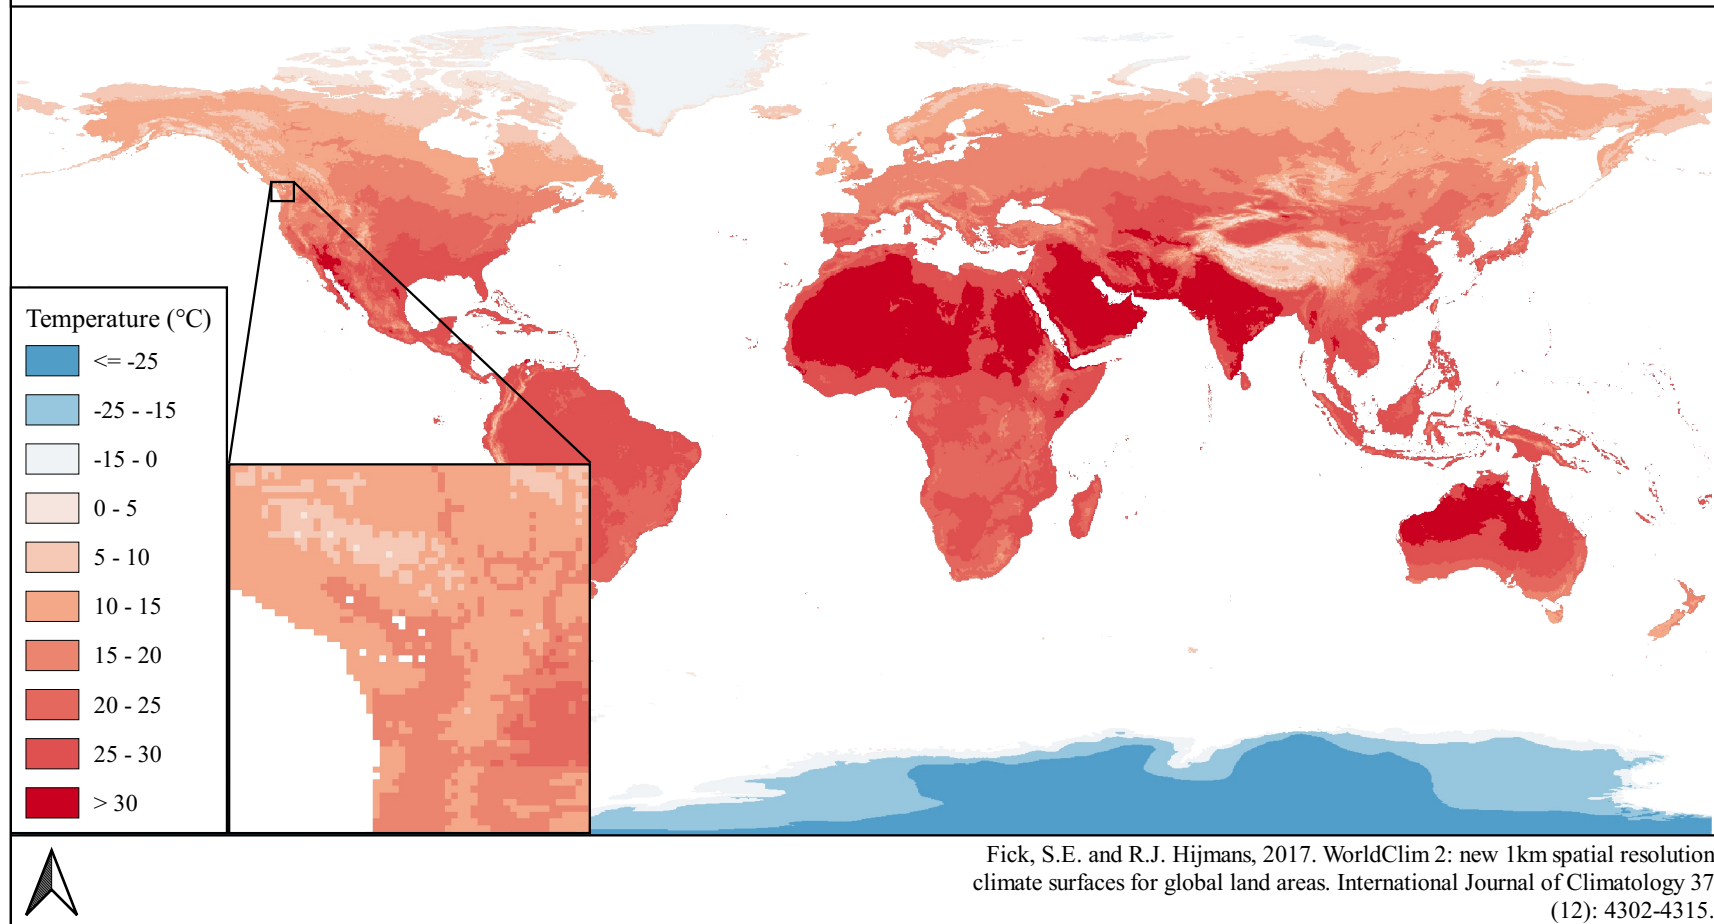 Temperature (°C)
<= -25
-25 - -15
-15 - 0
0 - 5
5 - 10
10 - 15
15 - 20
20 - 25
25 - 30
> 30
Fick, S.E. and R.J. Hijmans, 2017. WorldClim 2: new 1km spatial resolution
climate surfaces for global land areas. International Journal of Climatology 37
(12): 4302-4315.